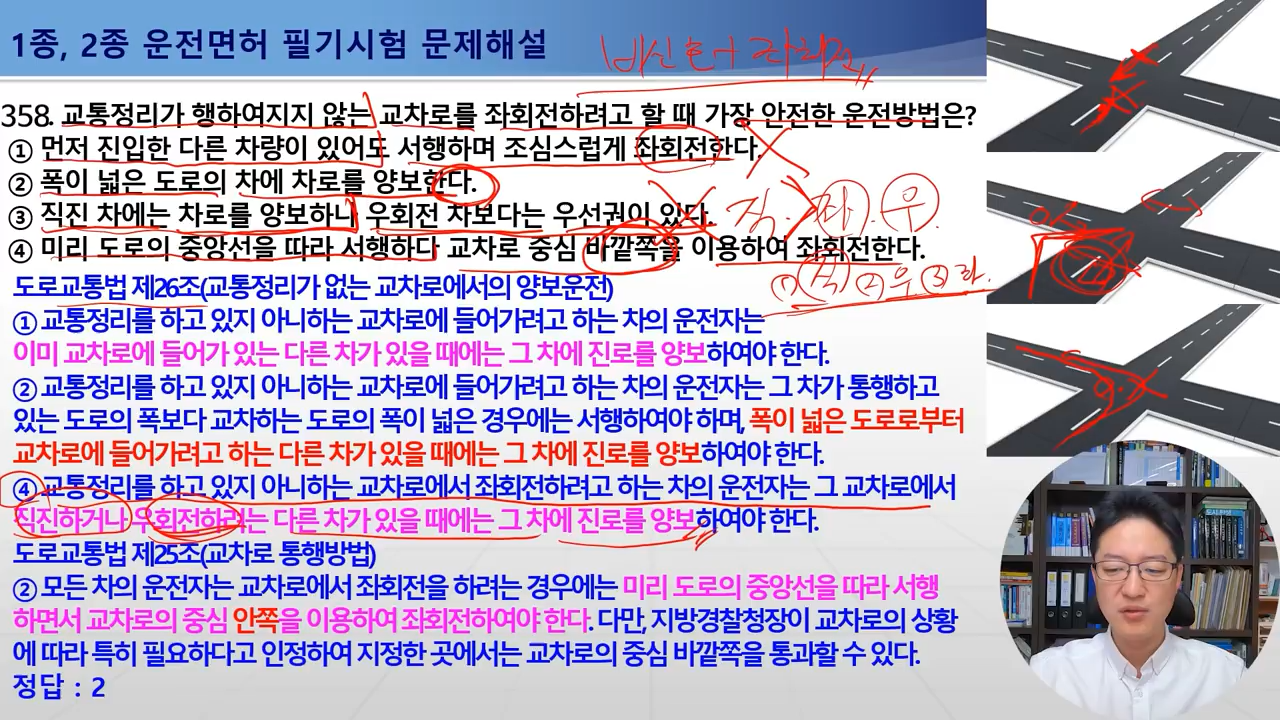 1종, 2종 운전면허 필기시험 문제해설
비신호 좌회전
358. 교통정리가 행하여지지 않는 교차로를 좌회전하려고 할 때 가장 안전한 운전방법은?
① 먼저 진입한 다른 차량이 있어도 서행하며 조심스럽게 좌회전한다.
② 폭이 넓은 도로의 차에 차로를 양보한다.
③ 직진 차에는 차로를 양보하나 우회전 차보다는 우선권이 있다.
직. 좌. 우
④ 미리 도로의 중앙선을 따라 서행하다 교차로 중심 바깥쪽을 이용하여 좌회전한다.
① 직 ② 우 ③ 좌.
도로교통법 제26조(교통정리가 없는 교차로에서의 양보운전)
① 교통정리를 하고 있지 아니하는 교차로에 들어가려고 하는 차의 운전자는
이미 교차로에 들어가 있는 다른 차가 있을 때에는 그 차에 진로를 양보하여야 한다.
② 교통정리를 하고 있지 아니하는 교차로에 들어가려고 하는 차의 운전자는 그 차가 통행하고
있는 도로의 폭보다 교차하는 도로의 폭이 넓은 경우에는 서행하여야 하며, 폭이 넓은 도로로부터
교차로에 들어가려고 하는 다른 차가 있을 때에는 그 차에 진로를 양보하여야 한다.
④ 교통정리를 하고 있지 아니하는 교차로에서 좌회전하려고 하는 차의 운전자는 그 교차로에서
직진하거나 우회전하려는 다른 차가 있을 때에는 그 차에 진로를 양보하여야 한다.
도로교통법 제25조(교차로 통행방법)
② 모든 차의 운전자는 교차로에서 좌회전을 하려는 경우에는 미리 도로의 중앙선을 따라 서행
하면서 교차로의 중심 안쪽을 이용하여 좌회전하여야 한다. 다만, 지방경찰청장이 교차로의 상황
에 따라 특히 필요하다고 인정하여 지정한 곳에서는 교차로의 중심 바깥쪽을 통과할 수 있다.
정답 : 2